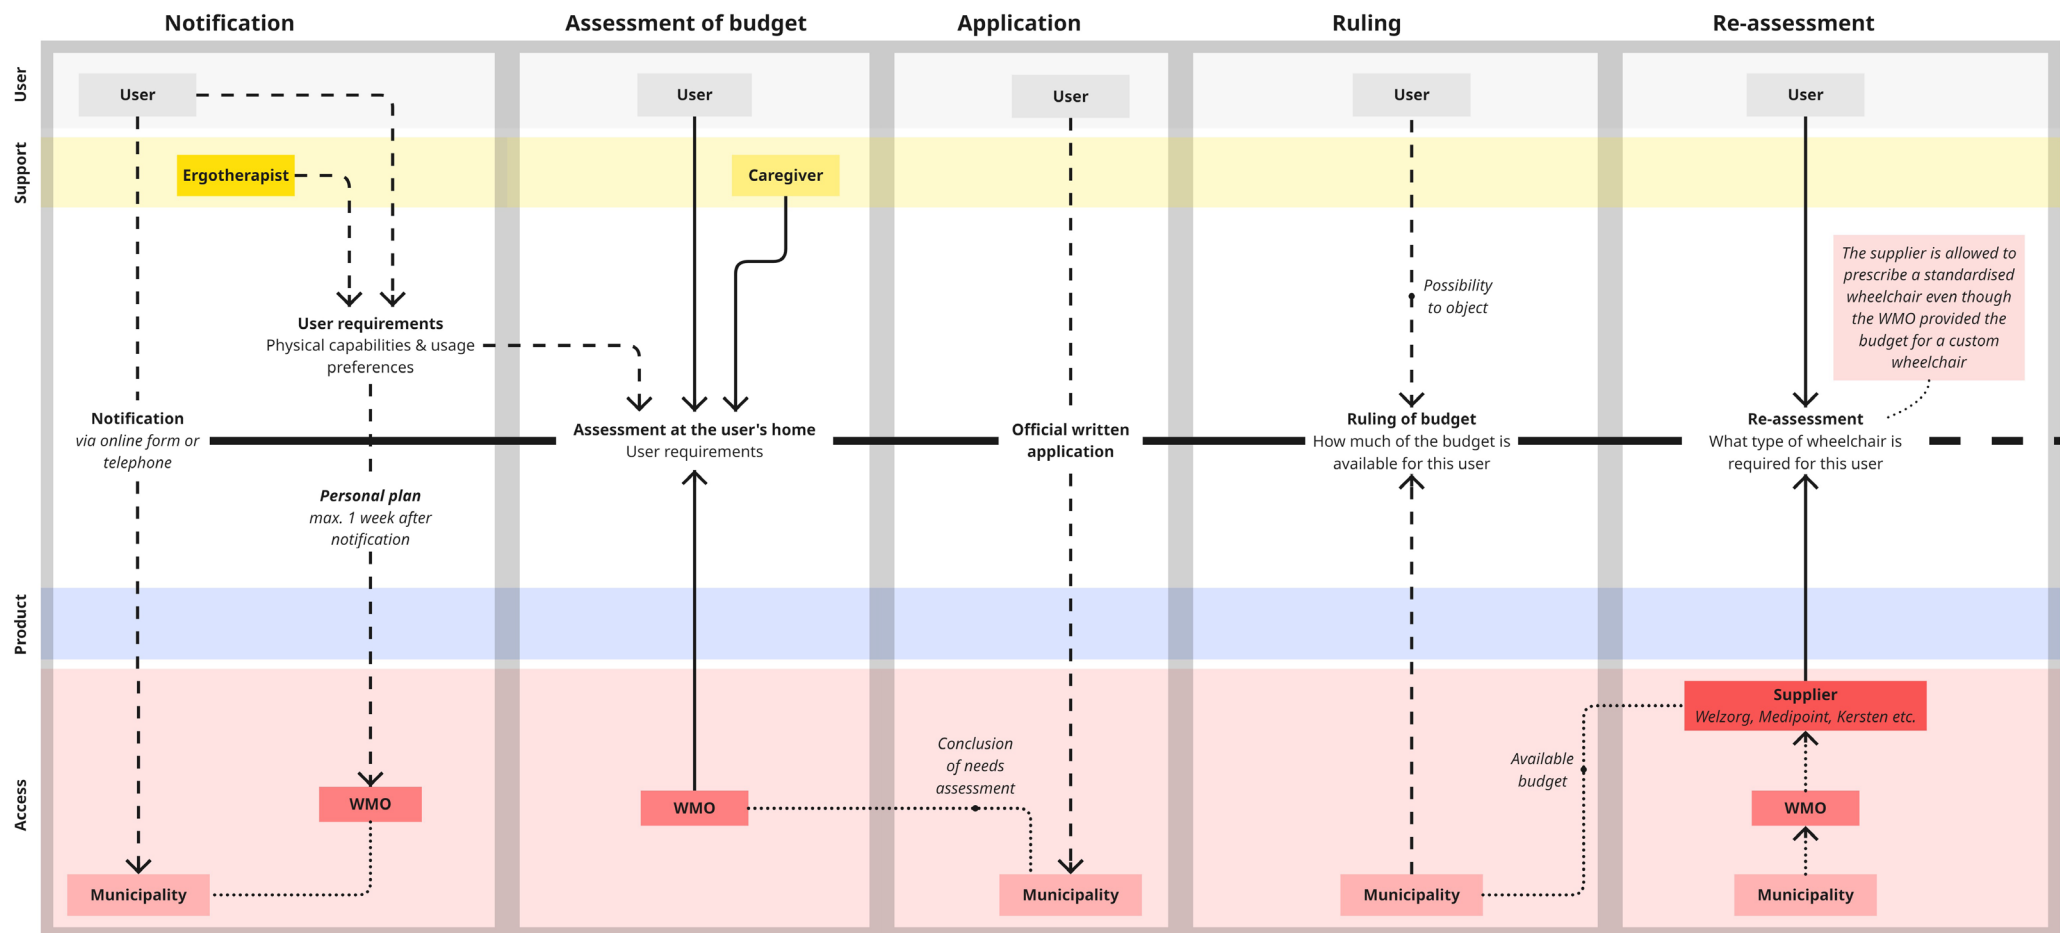 Notification
Assessment of budget
Application
Ruling
Re-assessment
User
Support
Product
Access
User
Ergotherapist
User requirements
Physical capabilities & usage
preferences
Notification
via online form or
telephone
Personal plan
max. 1 week after
notification
WMO
Municipality
User
Caregiver
Assessment at the user's home
User requirements
WMO
Conclusion
of needs
assessment
User
Official written
application
Municipality
User
Possibility
to object
Ruling of budget
How much of the budget is
available for this user
Available
budget
Municipality
User
The supplier is allowed to
prescribe a standardised
wheelchair even though
the WMO provided the
budget for a custom
wheelchair
Re-assessment
What type of wheelchair is
required for this user
Supplier
Welzorg, Medipoint, Kersten etc.
WMO
Municipality